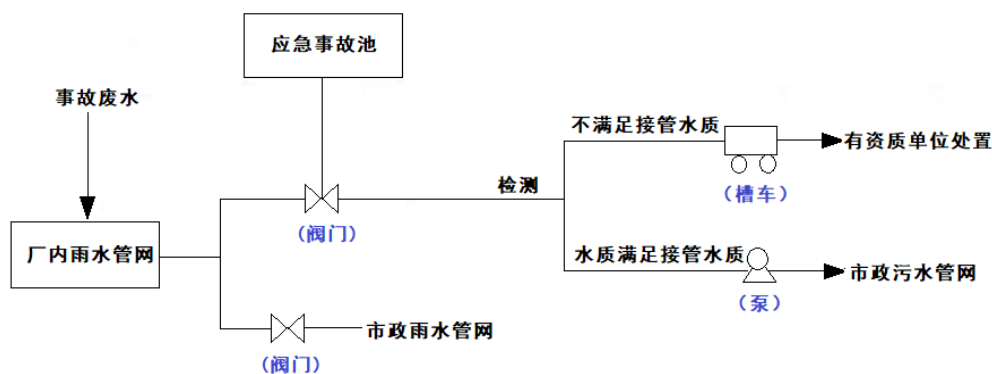 应急事故池
事故废水
不满足接管水质
有资质单位处置
检测
（槽车）
(阀门)
厂内雨水管网
水质满足接管水质
市政污水管网
（泵）
市政雨水管网
(阀门)